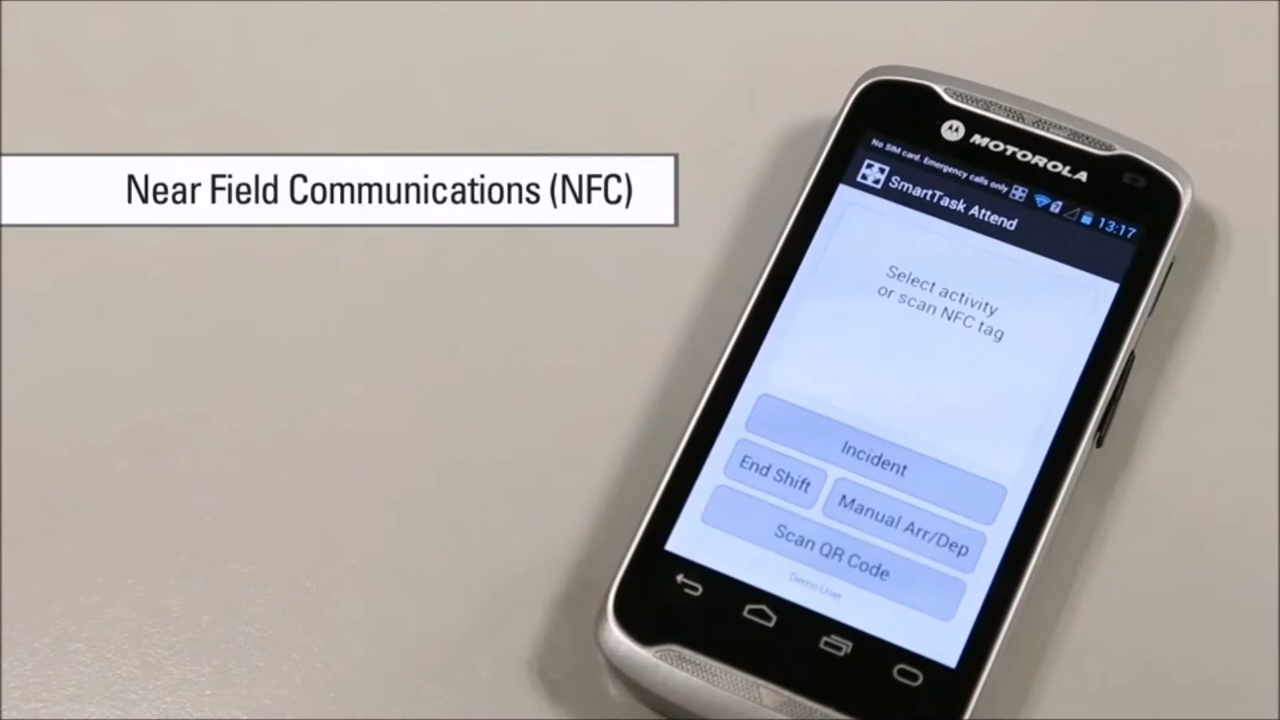 Near Field Communications (NFC)
MOTOROLA
No SIM card. Emergency calls only
13:17
SmartTask Attend
Select activity
or scan NFC tag
Incident
End Shift
Manual Arr/Dep
Scan QR Code
Demo User